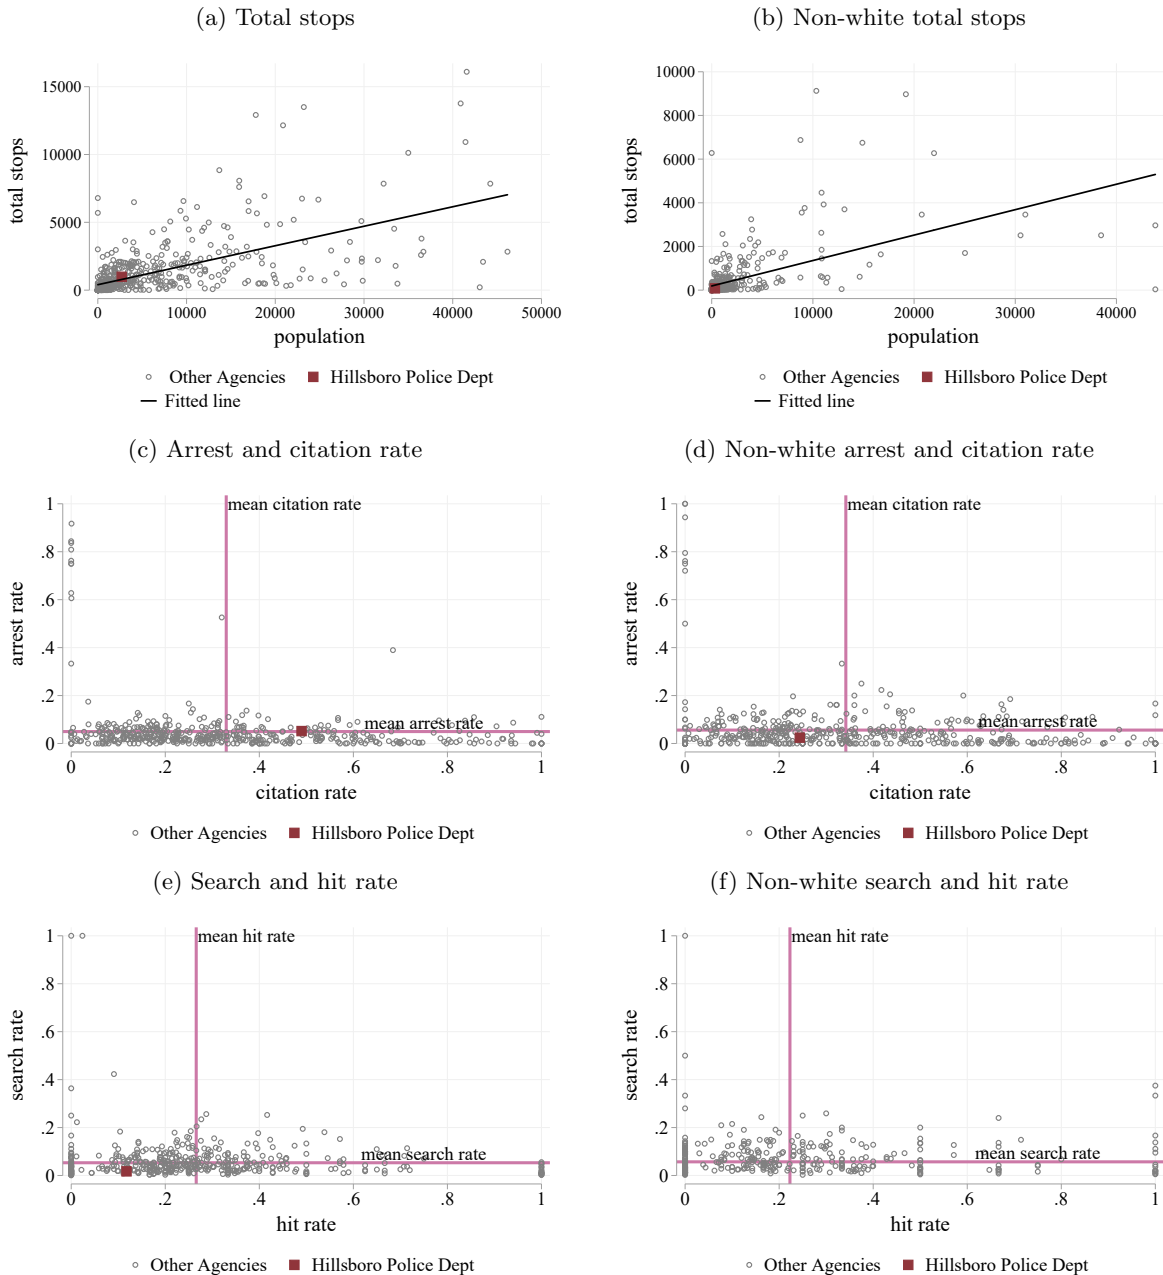 (a) Total stops
(b) Non-white total stops
total stops
15000
10000
5000
0
0 10000 20000 30000 40000 50000
population
Other Agencies Hillsboro Police Dept
Fitted line
total stops
10000
8000
6000
4000
2000
0
0 10000 20000 30000 40000
population
Other Agencies Hillsboro Police Dept
Fitted line
(c) Arrest and citation rate
(d) Non-white arrest and citation rate
arrest rate
1
.8
.6
.4
.2
0
mean citation rate
mean arrest rate
0 .2 .4 .6 .8 1
citation rate
Other Agencies Hillsboro Police Dept
arrest rate
1
.8
.6
.4
.2
0
mean citation rate
mean arrest rate
0 .2 .4 .6 .8 1
citation rate
Other Agencies Hillsboro Police Dept
(e) Search and hit rate
(f) Non-white search and hit rate
search rate
1
.8
.6
.4
.2
0
mean hit rate
mean search rate
0 .2 .4 .6 .8 1
hit rate
Other Agencies Hillsboro Police Dept
search rate
1
.8
.6
.4
.2
0
mean hit rate
mean search rate
0 .2 .4 .6 .8 1
hit rate
Other Agencies Hillsboro Police Dept